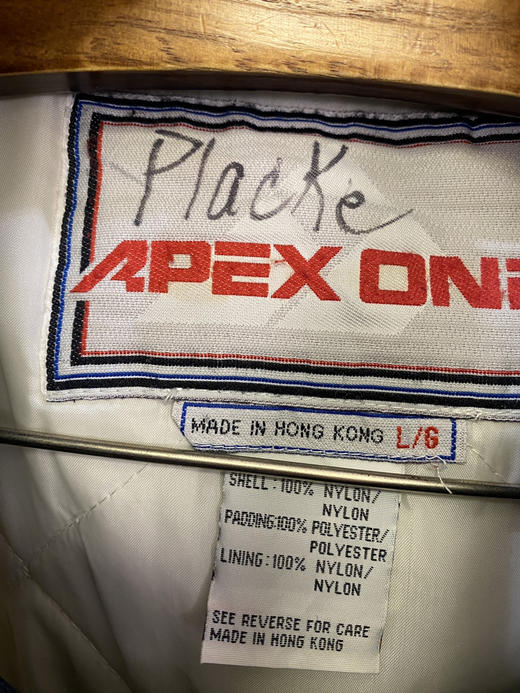 Placke
APEX ONE
MADE IN HONG KONG L/G
SHELL: 100% NYLON/
NYLON
PADDING:100% POLYESTER/
POLYESTER
LINING: 100% NYLON/
NYLON
SEE REVERSE FOR CARE
MADE IN HONG KONG